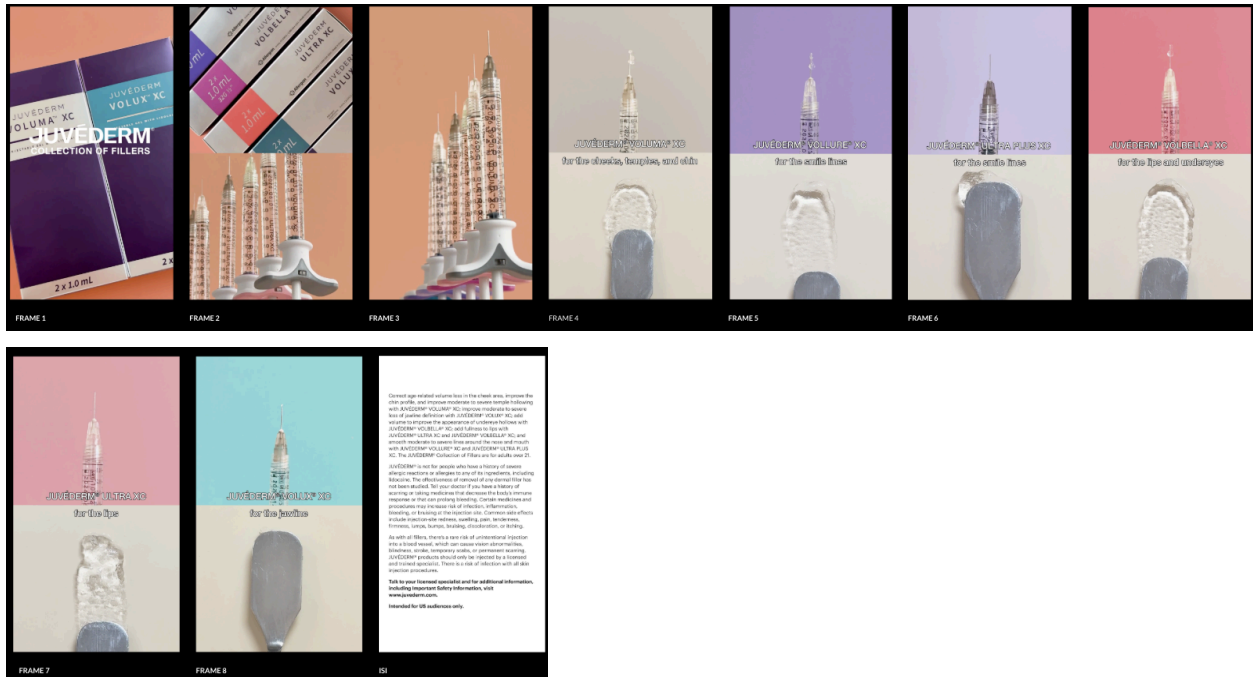 JUVÉDERM
VOLUMA™ XC
JUVÉDERM
VOLUX™ XC
JUVÉDERM®
COLLECTION OF FILLERS
2 x 1.0 mL
2 x
FRAME 1
JUVÉDERM
VOLBELLA™ XC
JUVÉDERM
ULTRA XC
JUVÉDERM
mL
2 x
1.0 mL
2 x
1.0 mL
FRAME 2
FRAME 3
JUVÉDERM® VOLUMA® XC
for the cheeks, temples, and chin
FRAME 4
JUVÉDERM® VOLLURE® XC
for the smile lines
FRAME 5
JUVÉDERM® ULTRA PLUS XC
for the smile lines
FRAME 6
JUVÉDERM® VOLBELLA® XC
for the lips and undereyes
JUVÉDERM® ULTRA XC
for the lips
FRAME 7
JUVÉDERM® VOLUX® XC
for the jawline
FRAME 8
Correct age-related volume loss in the cheek area, improve the
chin profile, and improve moderate to severe temple hollowing
with JUVÉDERM® VOLUMA® XC; improve moderate to severe
loss of jawline definition with JUVÉDERM® VOLUX® XC; add
volume to improve the appearance of undereye hollows with
JUVÉDERM® VOLBELLA® XC; add fullness to lips with
JUVÉDERM® ULTRA XC and JUVÉDERM® VOLBELLA® XC; and
smooth moderate to severe lines around the nose and mouth
with JUVÉDERM® VOLLURE® XC and JUVÉDERM® ULTRA PLUS
XC. The JUVÉDERM® Collection of Fillers are for adults over 21.
JUVÉDERM® is not for people who have a history of severe
allergic reactions or allergies to any of its ingredients, including
lidocaine. The effectiveness of removal of any dermal filler has
not been studied. Tell your doctor if you have a history of
scarring or taking medicines that decrease the body's immune
response or that can prolong bleeding. Certain medicines and
procedures may increase risk of infection, inflammation,
bleeding, or bruising at the injection site. Common side effects
include injection-site redness, swelling, pain, tenderness,
firmness, lumps, bumps, bruising, discoloration, or itching.
As with all fillers, there's a rare risk of unintentional injection
into a blood vessel, which can cause vision abnormalities,
blindness, stroke, temporary scabs, or permanent scarring.
JUVÉDERM® products should only be injected by a licensed
and trained specialist. There is a risk of infection with all skin
injection procedures.
Talk to your licensed specialist and for additional information,
including Important Safety Information, visit
www.juvederm.com.
Intended for US audiences only.
ISI